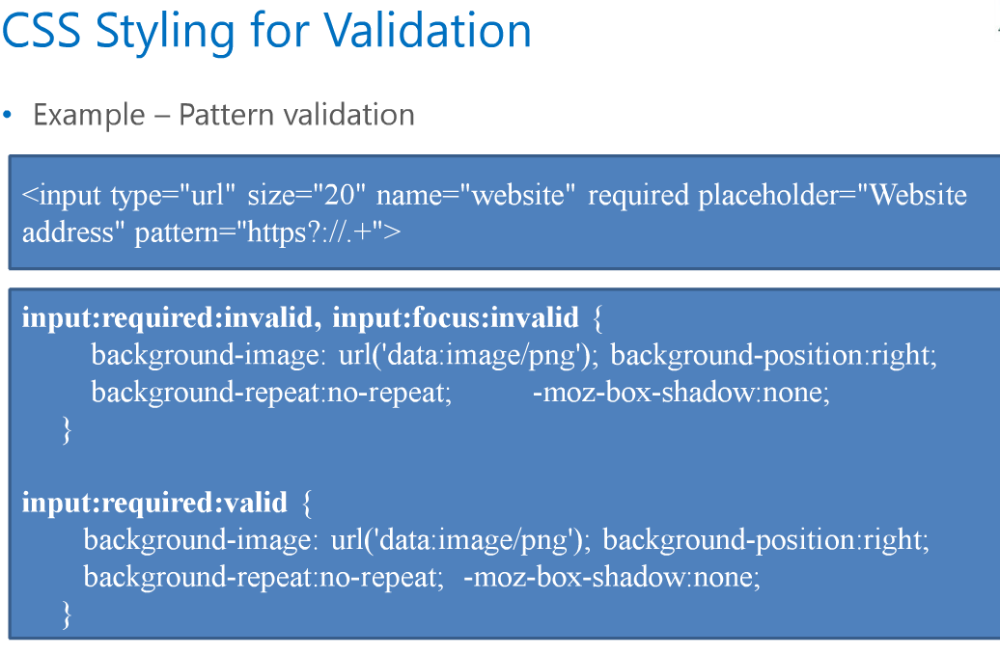 CSS Styling for Validation
• Example – Pattern validation
<input type="url" size="20" name="website" required placeholder="Website
address" pattern="https?://.+">
input:required:invalid, input:focus:invalid {
background-image: url('data:image/png'); background-position:right;
background-repeat:no-repeat; -moz-box-shadow:none;
}
input:required:valid {
background-image: url('data:image/png'); background-position:right;
background-repeat:no-repeat; -moz-box-shadow:none;
}